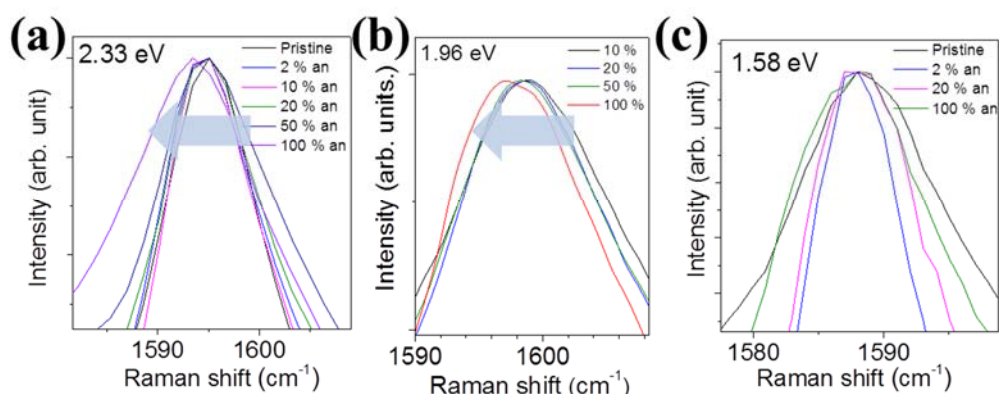 (a)
2.33 eV
Pristine
2 % an
10 % an
20 % an
50 % an
100 % an
Intensity (arb. unit)
1590
1600
Raman shift (cm-1)
(b)
1.96 eV
10 %
20 %
50 %
100 %
Intensity (arb. units.)
1590
1600
Raman shift (cm-1)
(c)
1.58 eV
Pristine
2 % an
20 % an
100 % an
Intensity (arb. unit)
1580
1590
Raman shift (cm-1)